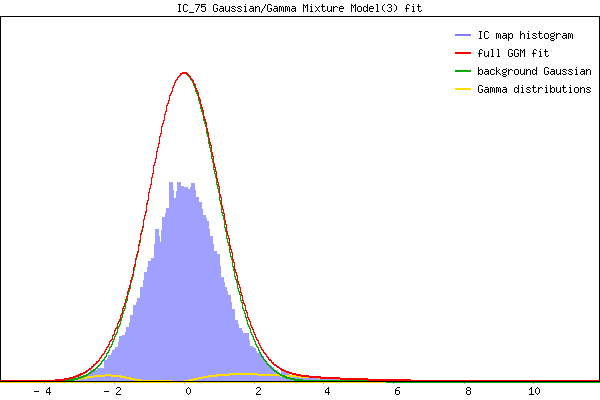 IC_75 Gaussian/Gamma Mixture Model(3) fit
IC map histogram
full GGM fit
background Gaussian
Gamma distributions
-4 -2 0 2 4 6 8 10